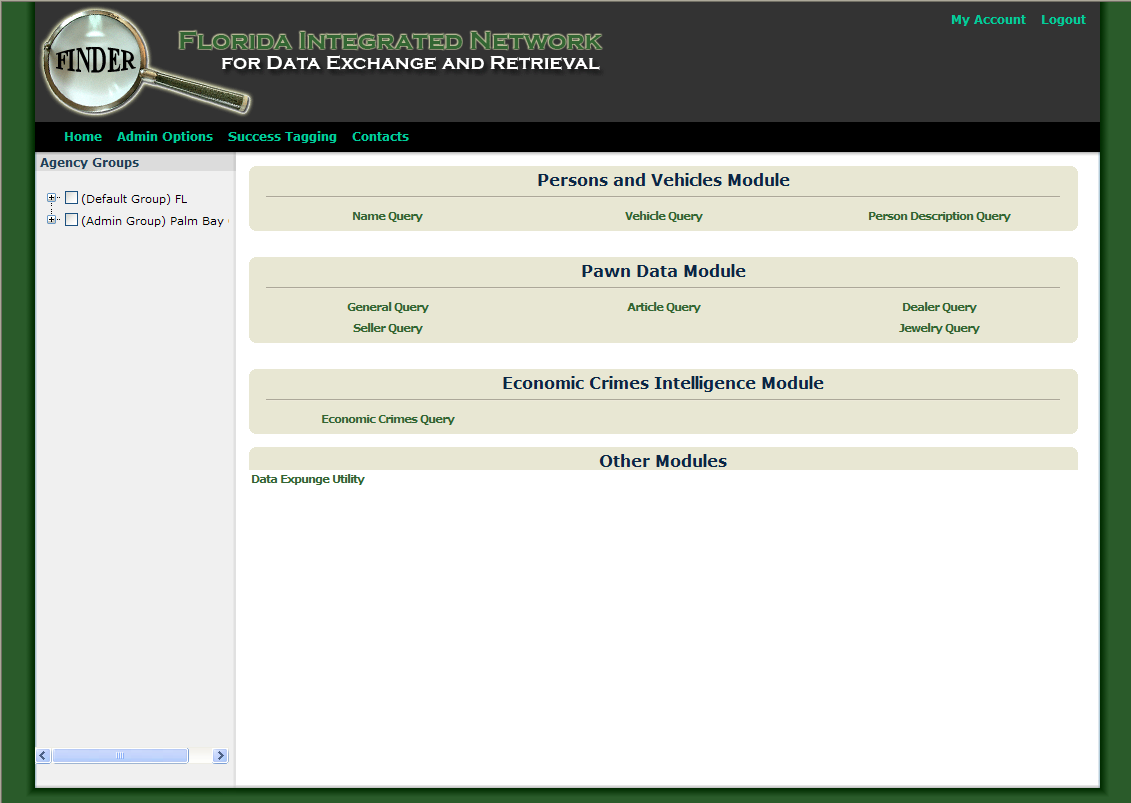 My Account Logout
FINDER
Florida Integrated Network
for Data Exchange and Retrieval
Home Admin Options Success Tagging Contacts
Agency Groups
(Default Group) FL
(Admin Group) Palm Bay
Persons and Vehicles Module
Name Query Vehicle Query Person Description Query
Pawn Data Module
General Query Article Query Dealer Query
Seller Query Jewelry Query
Economic Crimes Intelligence Module
Economic Crimes Query
Other Modules
Data Expunge Utility